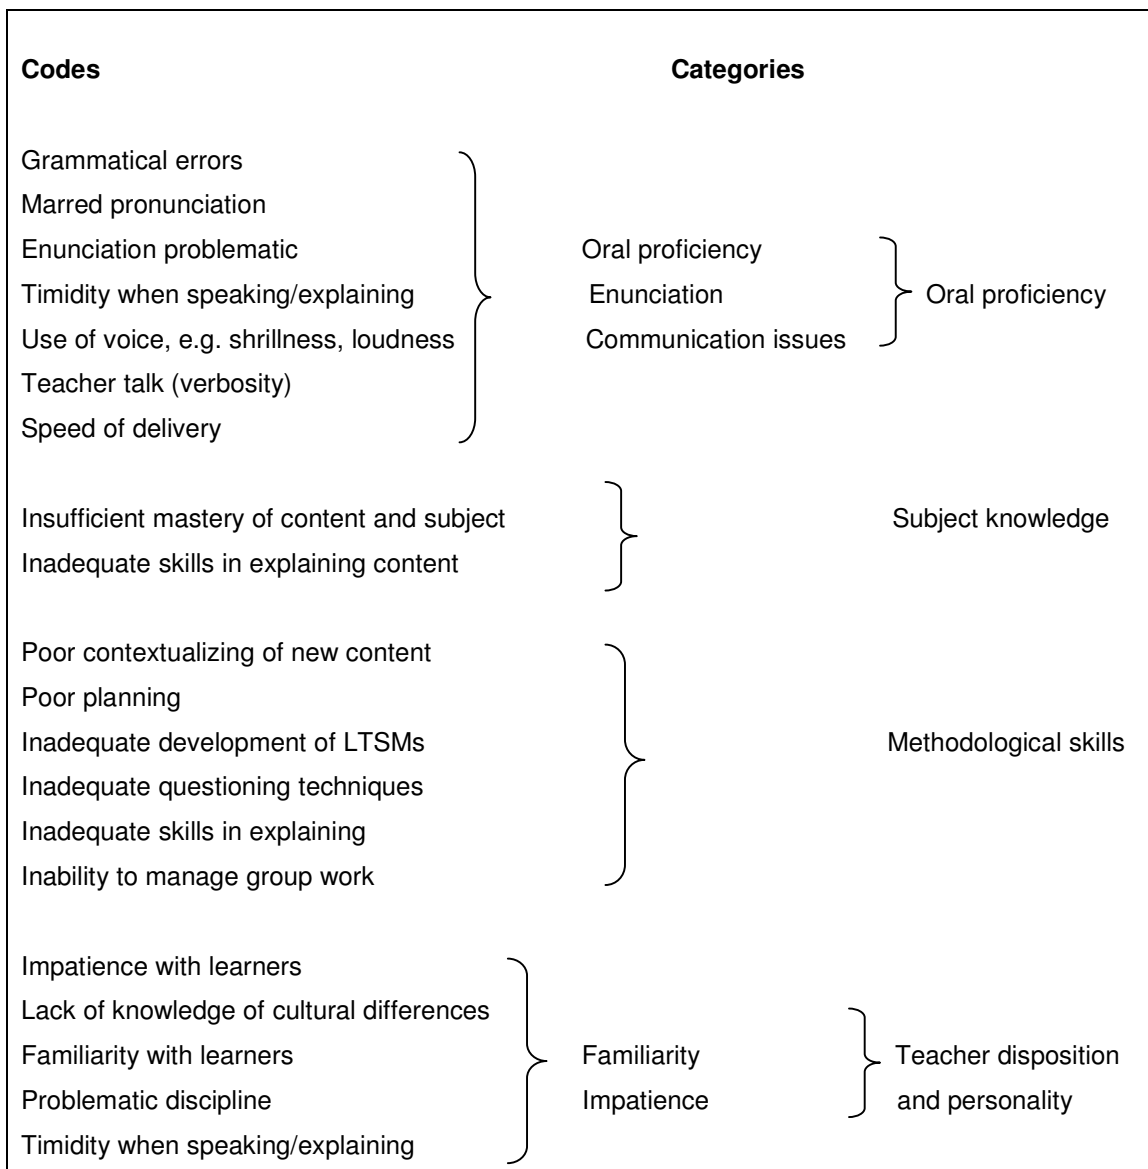 Codes Categories
Grammatical errors
Marred pronunciation
Enunciation problematic Oral proficiency
Timidity when speaking/explaining Enunciation Oral proficiency
Use of voice, e.g. shrillness, loudness Communication issues
Teacher talk (verbosity)
Speed of delivery
Insufficient mastery of content and subject Subject knowledge
Inadequate skills in explaining content
Poor contextualizing of new content
Poor planning
Inadequate development of LTSMs Methodological skills
Inadequate questioning techniques
Inadequate skills in explaining
Inability to manage group work
Impatience with learners
Lack of knowledge of cultural differences
Familiarity with learners Familiarity Teacher disposition
Problematic discipline Impatience and personality
Timidity when speaking/explaining